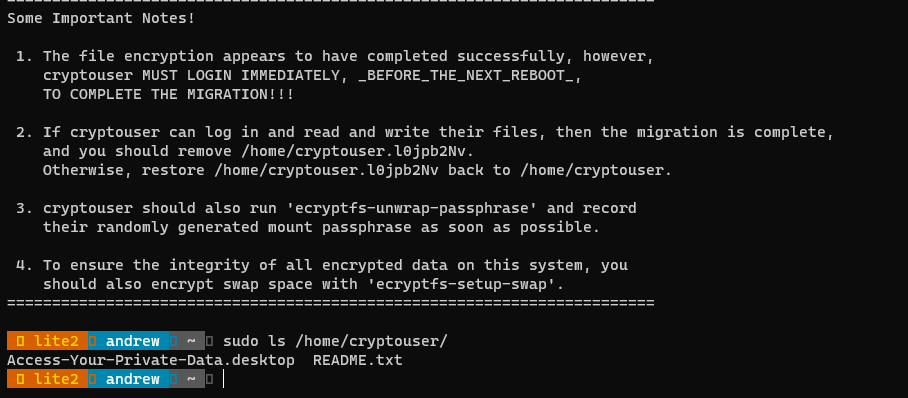 ================================================================================
Some Important Notes!
1. The file encryption appears to have completed successfully, however,
cryptouser MUST LOGIN IMMEDIATELY, _BEFORE_THE_NEXT_REBOOT_,
TO COMPLETE THE MIGRATION!!!
2. If cryptouser can log in and read and write their files, then the migration is complete,
and you should remove /home/cryptouser.l0jpb2Nv.
Otherwise, restore /home/cryptouser.l0jpb2Nv back to /home/cryptouser.
3. cryptouser should also run 'ecryptfs-unwrap-passphrase' and record
their randomly generated mount passphrase as soon as possible.
4. To ensure the integrity of all encrypted data on this system, you
should also encrypt swap space with 'ecryptfs-setup-swap'.
========================================================================
lite2 andrew ~ sudo ls /home/cryptouser/
Access-Your-Private-Data.desktop README.txt
lite2 andrew ~